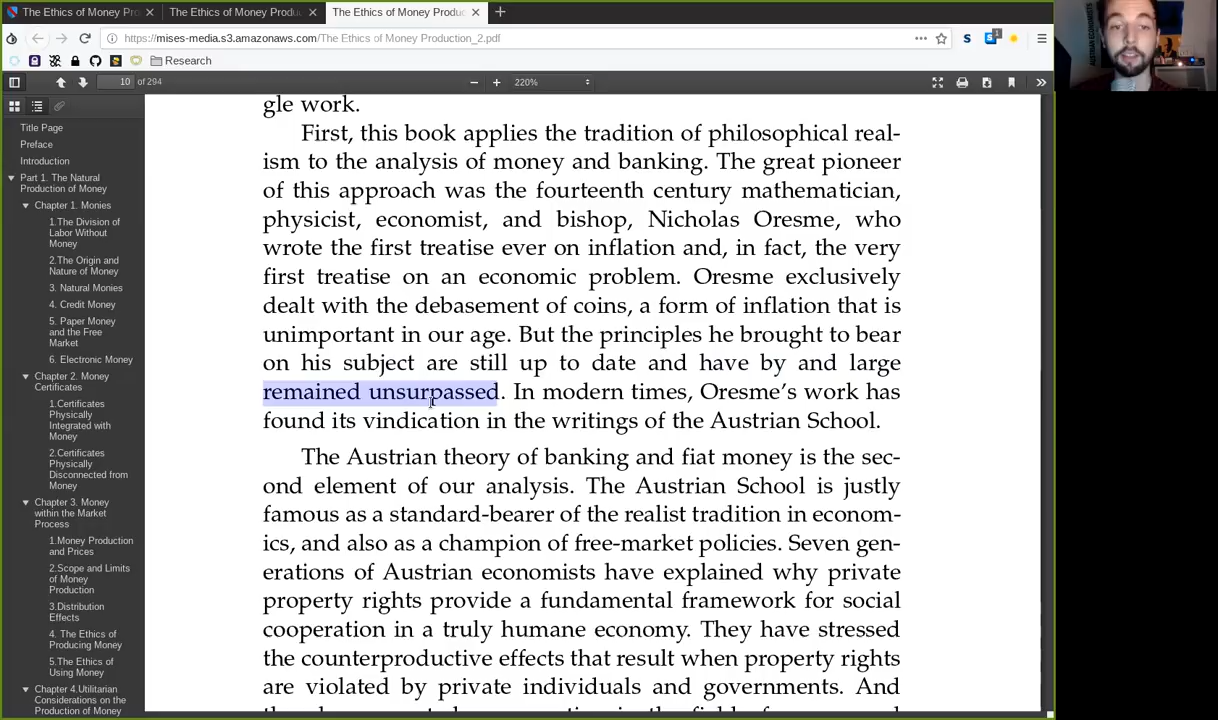 The Ethics of Money Pro
The Ethics of Money Produ
The Ethics of Money Produ
https://mises-media.s3.amazonaws.com/The Ethics of Money Production_2.pdf
Research
10 of 294
220%
Title Page
Preface
Introduction
Part 1. The Natural
Production of Money
Chapter 1. Monies
1.The Division of
Labor Without
Money
2.The Origin and
Nature of Money
3. Natural Monies
4. Credit Money
5. Paper Money
and the Free
Market
6. Electronic Money
Chapter 2. Money
Certificates
1.Certificates
Physically
Integrated with
Money
2.Certificates
Physically
Disconnected from
Money
Chapter 3. Money
within the Market
Process
1.Money Production
and Prices
2.Scope and Limits
of Money
Production
3.Distribution
Effects
4. The Ethics of
Producing Money
5.The Ethics of
Using Money
Chapter 4.Utilitarian
Considerations on the
Production of Money
gle work.
First, this book applies the tradition of philosophical real-
ism to the analysis of money and banking. The great pioneer
of this approach was the fourteenth century mathematician,
physicist, economist, and bishop, Nicholas Oresme, who
wrote the first treatise ever on inflation and, in fact, the very
first treatise on an economic problem. Oresme exclusively
dealt with the debasement of coins, a form of inflation that is
unimportant in our age. But the principles he brought to bear
on his subject are still up to date and have by and large
remained unsurpassed. In modern times, Oresme’s work has
found its vindication in the writings of the Austrian School.
The Austrian theory of banking and fiat money is the sec-
ond element of our analysis. The Austrian School is justly
famous as a standard-bearer of the realist tradition in econom-
ics, and also as a champion of free-market policies. Seven gen-
erations of Austrian economists have explained why private
property rights provide a fundamental framework for social
cooperation in a truly humane economy. They have stressed
the counterproductive effects that result when property rights
are violated by private individuals and governments. And